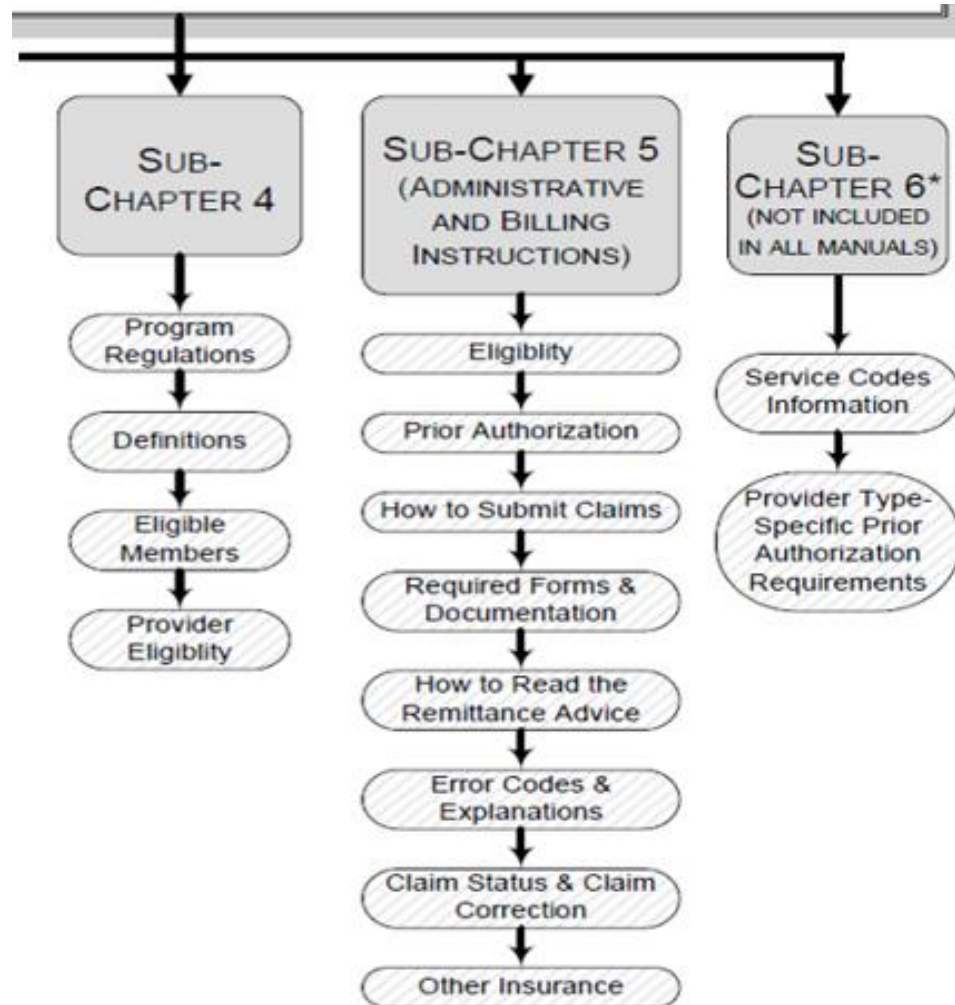 SUB-
CHAPTER 4
Program
Regulations
Definitions
Eligible
Members
Provider
Eligiblity
SUB-CHAPTER 5
(ADMINISTRATIVE
AND BILLING
INSTRUCTIONS)
Eligiblity
Prior Authorization
How to Submit Claims
Required Forms &
Documentation
How to Read the
Remittance Advice
Error Codes &
Explanations
Claim Status & Claim
Correction
Other Insurance
SUB-
CHAPTER 6*
(NOT INCLUDED
IN ALL MANUALS)
Service Codes
Information
Provider Type-
Specific Prior
Authorization
Requirements